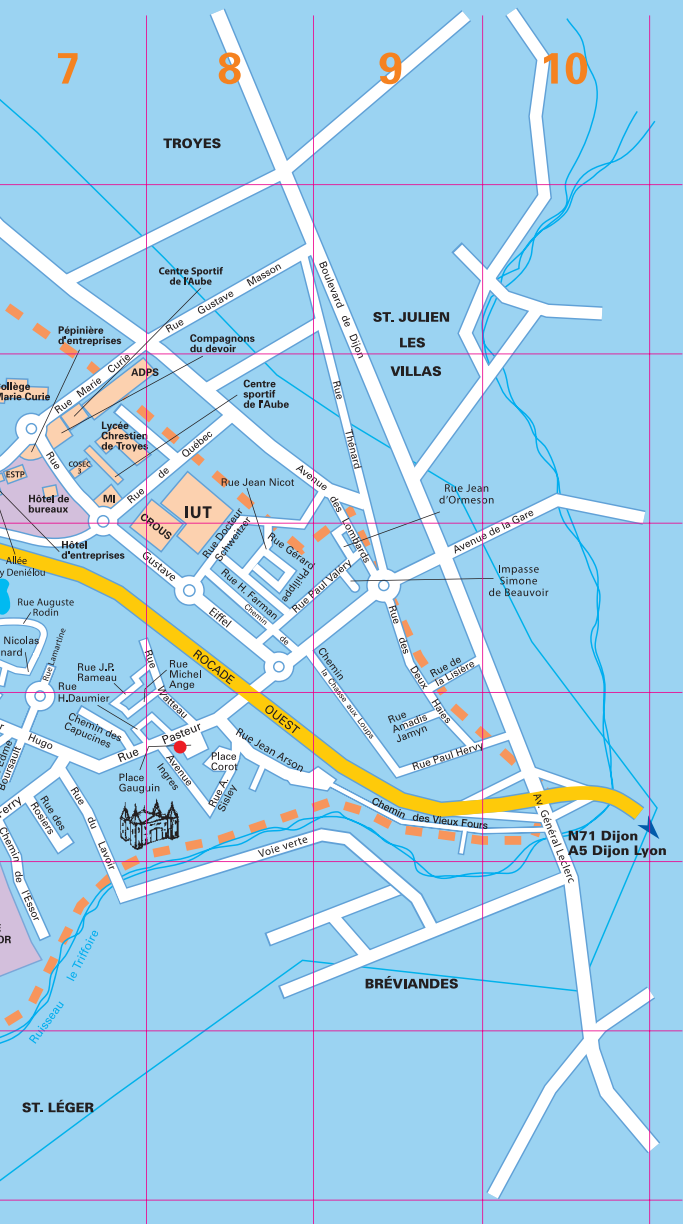 7
8
9
10
TROYES
Centre Sportif
de l'Aube
Rue Gustave Masson
Boulevard de Dijon
ST. JULIEN
LES
VILLAS
Pépinière
d'entreprises
Compagnons
du devoir
Rue Marie Curie
ADPS
Marie Curie
Centre
sportif
de l'Aube
Rue Thénard
Lycée
Chrestien
de Troyes
Rue de Québec
COSEC
3
ESTP
Rue
Hôtel de
bureaux
MI
IUT
CROUS
Rue Jean Nicot
Avenue des Lombards
Rue Jean
d'Ormeson
Avenue de la Gare
Hôtel
d'entreprises
Allée
y Deniélou
Gustave Eiffel
Rue Docteur
Schweitzer
Rue Gérard
Philippe
Rue H. Farman
Rue Paul Valery
Chemin de
Impasse
Simone
de Beauvoir
Rue Auguste
Rodin
Nicolas
nard
Rue Lamartine
Rue J.P.
Rameau
Rue
Michel
Ange
Rue Watteau
Rue
H.Daumier
Chemin des
Capucines
ROCADE OUEST
Chemin
la Chasse aux Loups
Rue des Deux Haies
Rue de
la Lisière
Rue
Amadis
Jamyn
Rue Paul Hervy
Hugo
Rue Pasteur
Edme
Boursault
Place
Gauguin
Avenue
Ingres
Place
Corot
Rue A.
Sisley
Rue Jean Arson
erry
Rue des
Rosiers
Rue du Lavoir
Chemin des Vieux Fours
Av. Général Leclerc
N71 Dijon
A5 Dijon Lyon
Voie verte
Chemin de l'Essor
OR
Ruisseau le Triffoire
BRÉVIANDES
ST. LÉGER